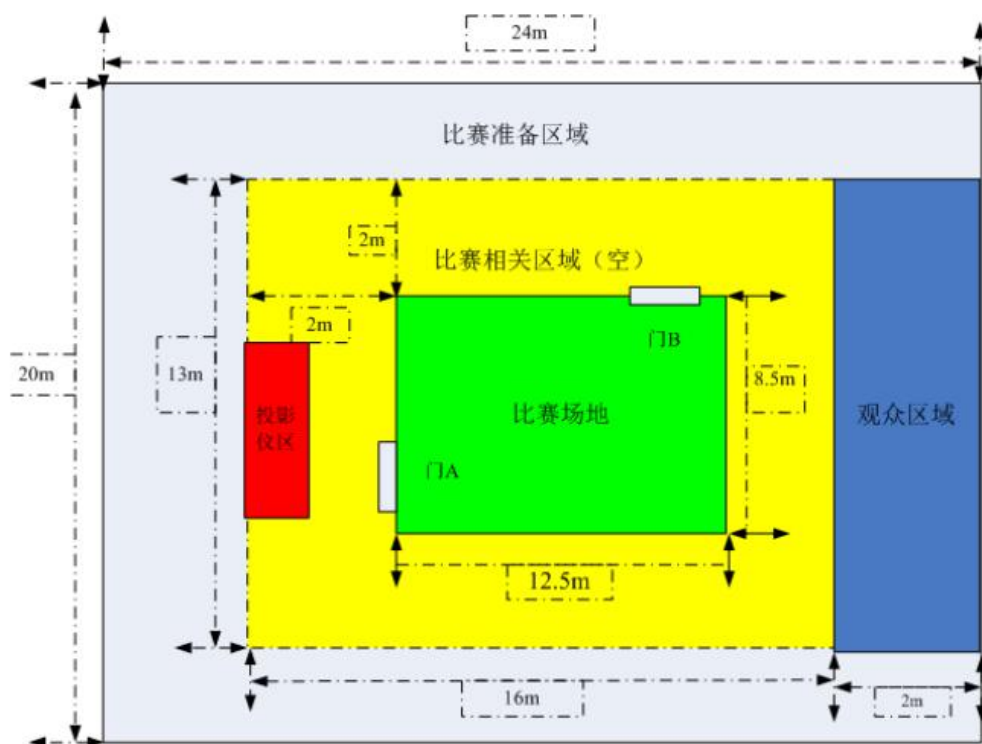 24m
比赛准备区域
2m
比赛相关区域（空）
2m
门B
20m
13m
8.5m
投影
仪区
比赛场地
观众区域
门A
12.5m
16m
2m